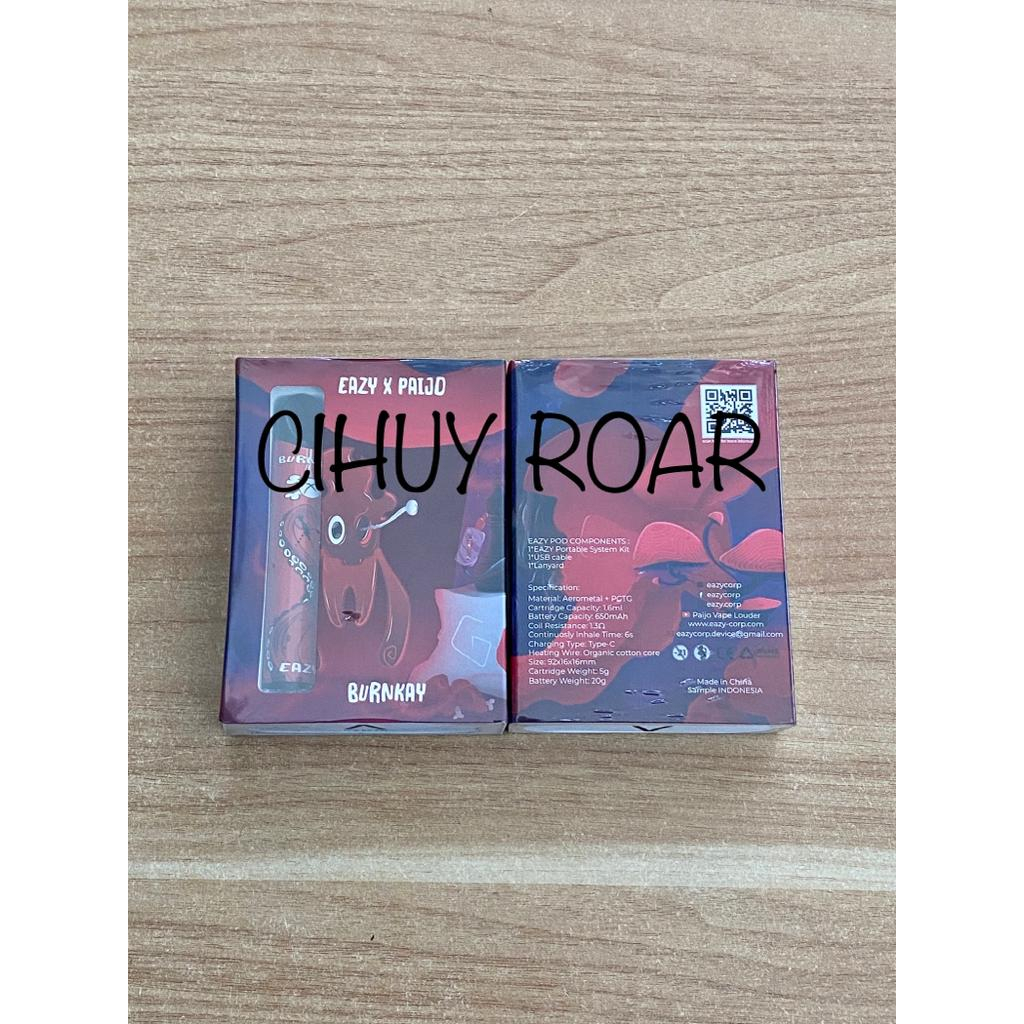 EAZY X PAIJO
CIHUY ROAR
BURNKAY
EAZY POD COMPONENTS :
1*EAZY Portable System Kit
1*USB cable
1*Lanyard
Specification:
Material: Aerometal + PCTG
Cartridge Capacity: 1.6ml
Battery Capacity: 650mAh
Coil Resistance: 1.3Ω
Continuosly Inhale Time: 6s
Charging Type: Type-C
Heating Wire: Organic cotton core
Size: 92x16x16mm
Cartridge Weight: 5g
Battery Weight: 20g
eazycorp
eazycorp
eazy.corp
Paijo Vape Louder
www.eazy-corp.com
eazycorp.device@gmail.com
CE
Made in China
Sample INDONESIA